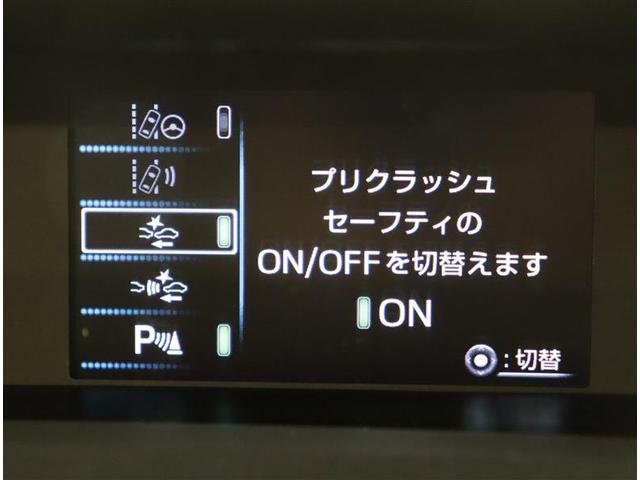 プリクラッシュ
セーフティの
ON/OFFを切替えます
ON
P
:切替